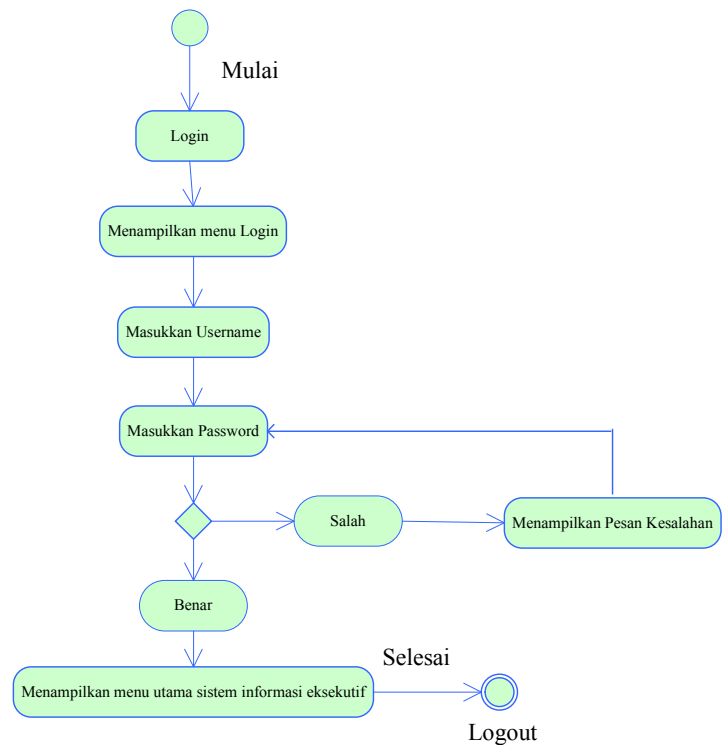 Mulai
Login
Menampilkan menu Login
Masukkan Username
Masukkan Password
Salah
Menampilkan Pesan Kesalahan
Benar
Selesai
Menampilkan menu utama sistem informasi eksekutif
Logout